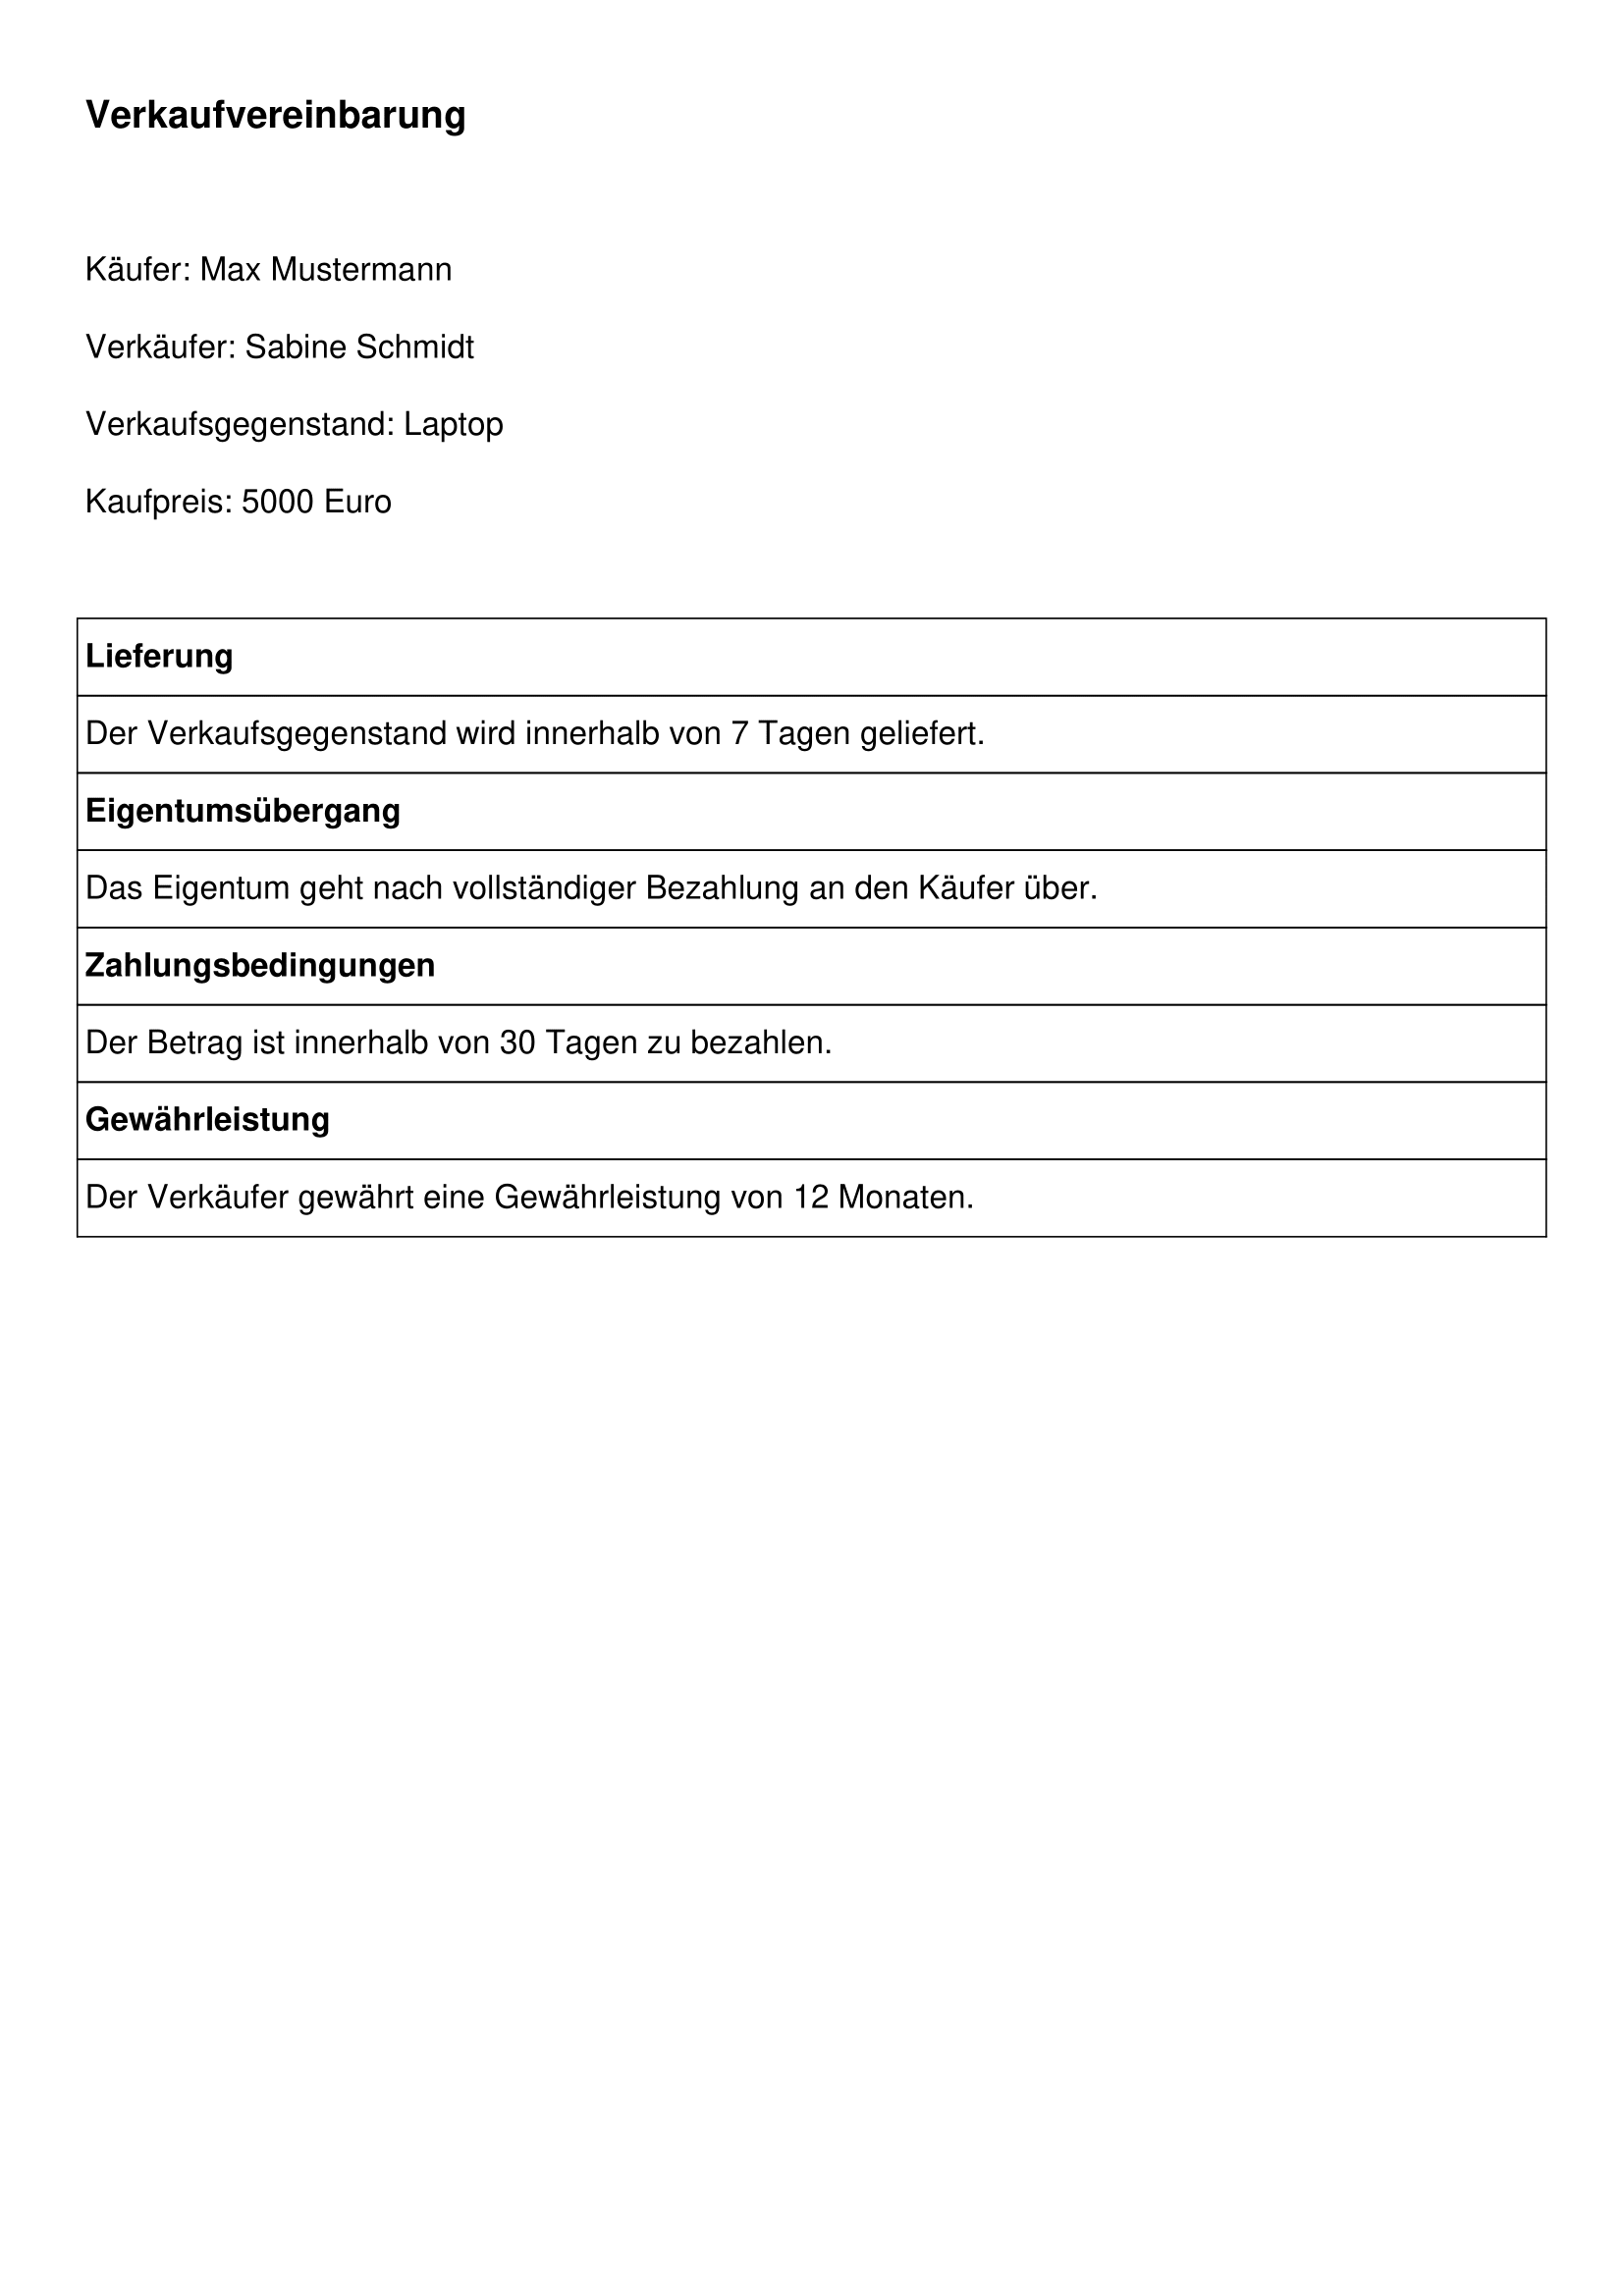 Verkaufvereinbarung
Käufer: Max Mustermann
Verkäufer: Sabine Schmidt
Verkaufsgegenstand: Laptop
Kaufpreis: 5000 Euro
Lieferung
Der Verkaufsgegenstand wird innerhalb von 7 Tagen geliefert.
Eigentumsübergang
Das Eigentum geht nach vollständiger Bezahlung an den Käufer über.
Zahlungsbedingungen
Der Betrag ist innerhalb von 30 Tagen zu bezahlen.
Gewährleistung
Der Verkäufer gewährt eine Gewährleistung von 12 Monaten.